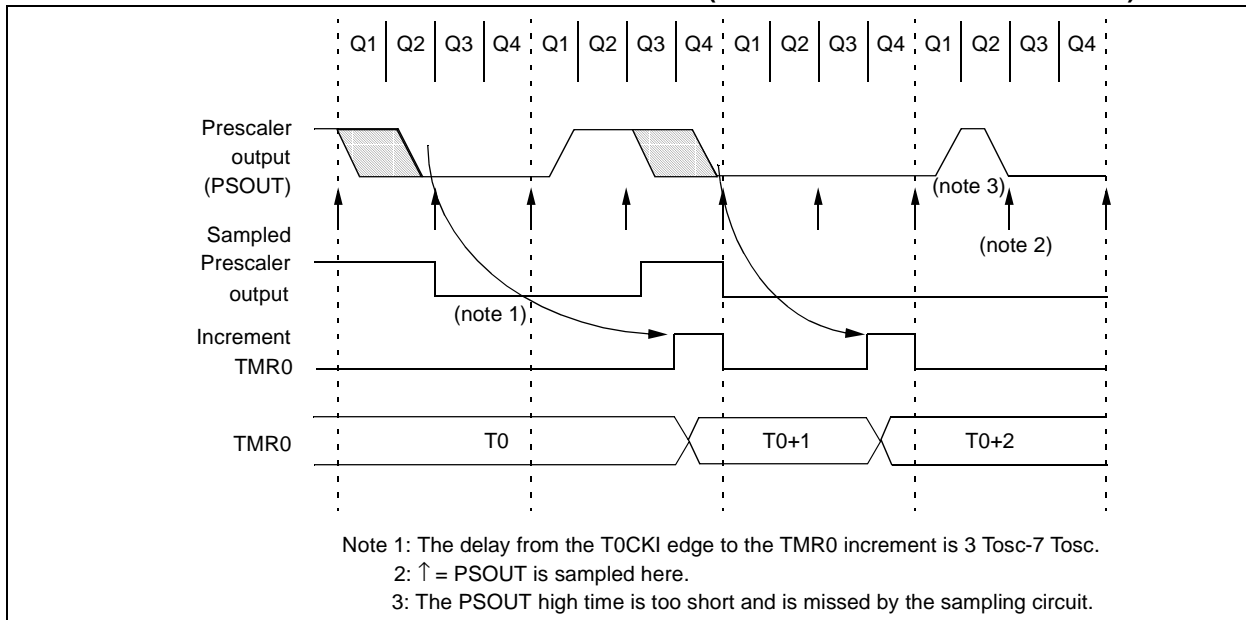 Q1 Q2 Q3 Q4 Q1 Q2 Q3 Q4 Q1 Q2 Q3 Q4 Q1 Q2 Q3 Q4
Prescaler
output
(PSOUT)
(note 3)
Sampled
(note 2)
Prescaler
output
(note 1)
Increment
TMR0
TMR0 T0 T0+1 T0+2
Note 1: The delay from the T0CKI edge to the TMR0 increment is 3 Tosc-7 Tosc.
2: ↑ = PSOUT is sampled here.
3: The PSOUT high time is too short and is missed by the sampling circuit.